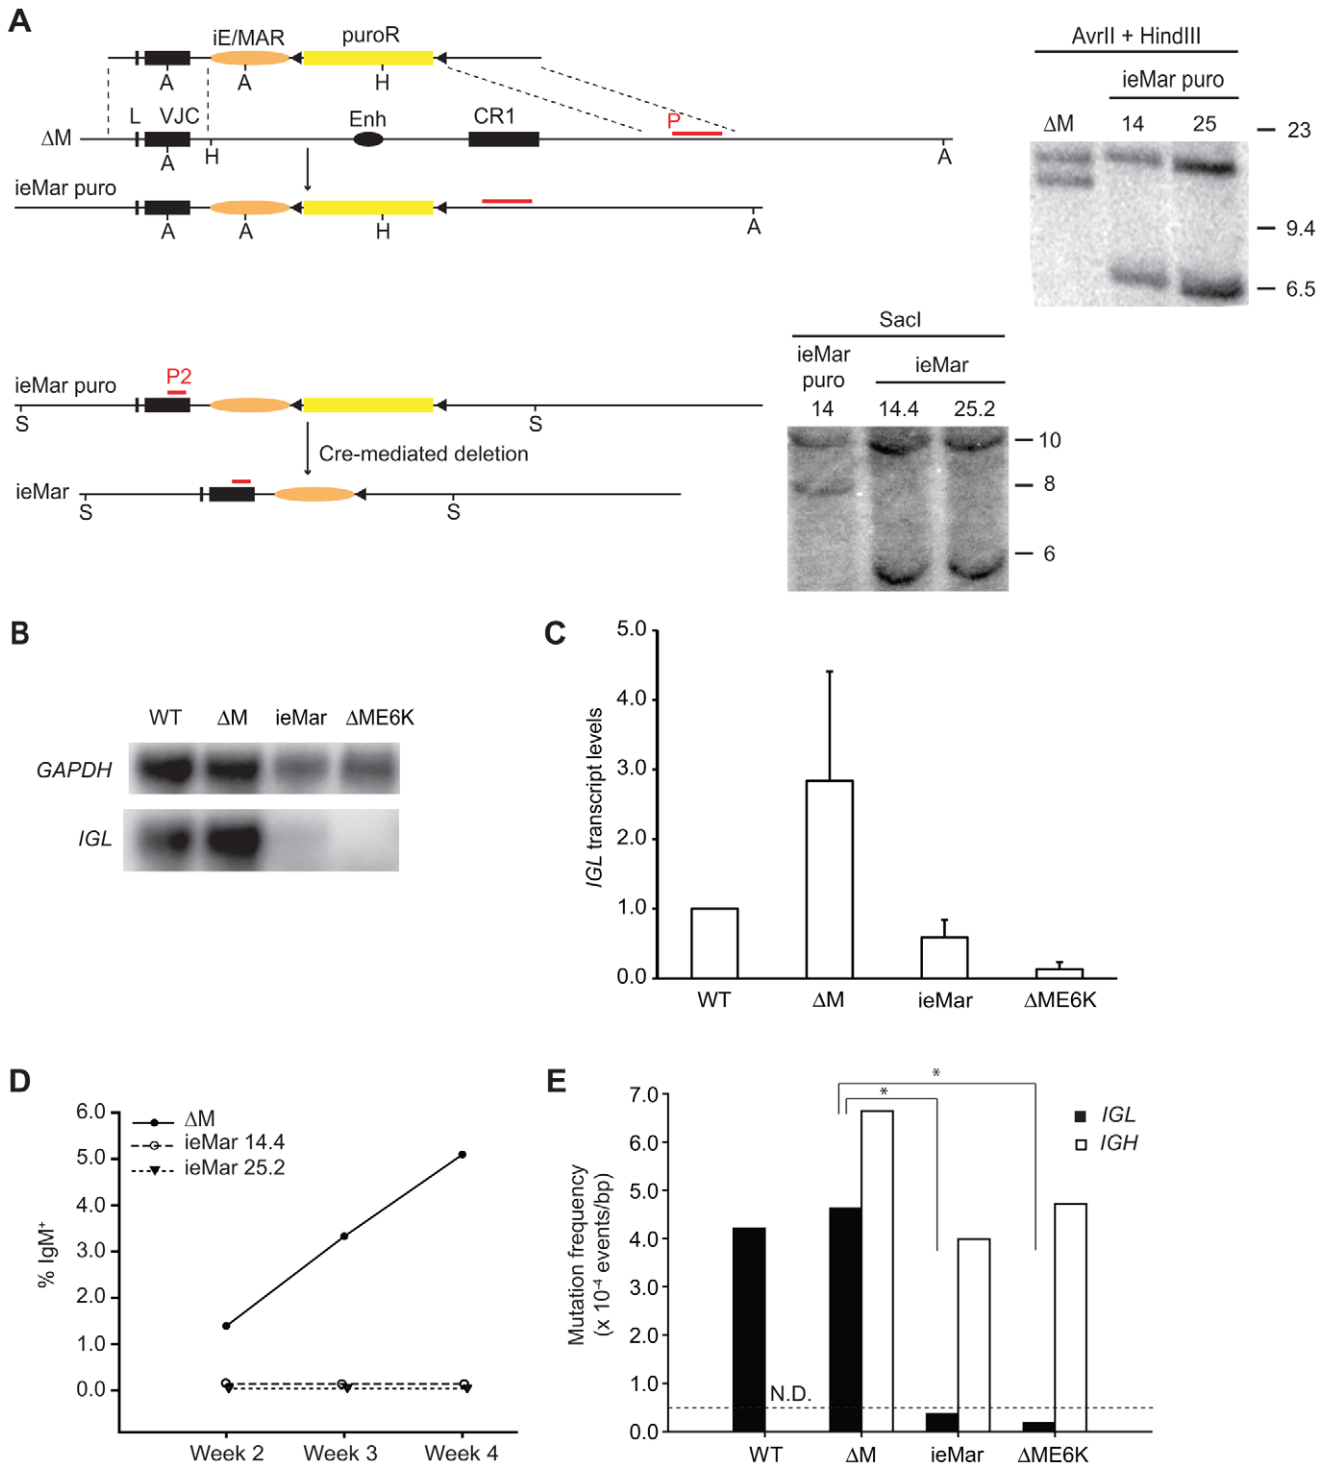 A
iE/MAR
puroR
A
A
H
L
VJC
Enh
CR1
P
ΔM
A
H
A
ieMar puro
A
A
H
A
AvrII + HindIII
ieMar puro
ΔM
14
25
23
9.4
6.5
P2
ieMar puro
S
S
Cre-mediated deletion
ieMar
S
S
SacI
ieMar puro
ieMar
14
14.4
25.2
10
8
6
B
WT
ΔM
ieMar
ΔME6K
GAPDH
IGL
C
IGL transcript levels
5.0
4.0
3.0
2.0
1.0
0.0
WT
ΔM
ieMar
ΔME6K
D
% IgM+
6.0
5.0
4.0
3.0
2.0
1.0
0.0
ΔM
ieMar 14.4
ieMar 25.2
Week 2
Week 3
Week 4
E
Mutation frequency
(x 10-4 events/bp)
7.0
6.0
5.0
4.0
3.0
2.0
1.0
0.0
*
*
IGL
IGH
N.D.
WT
ΔM
ieMar
ΔME6K